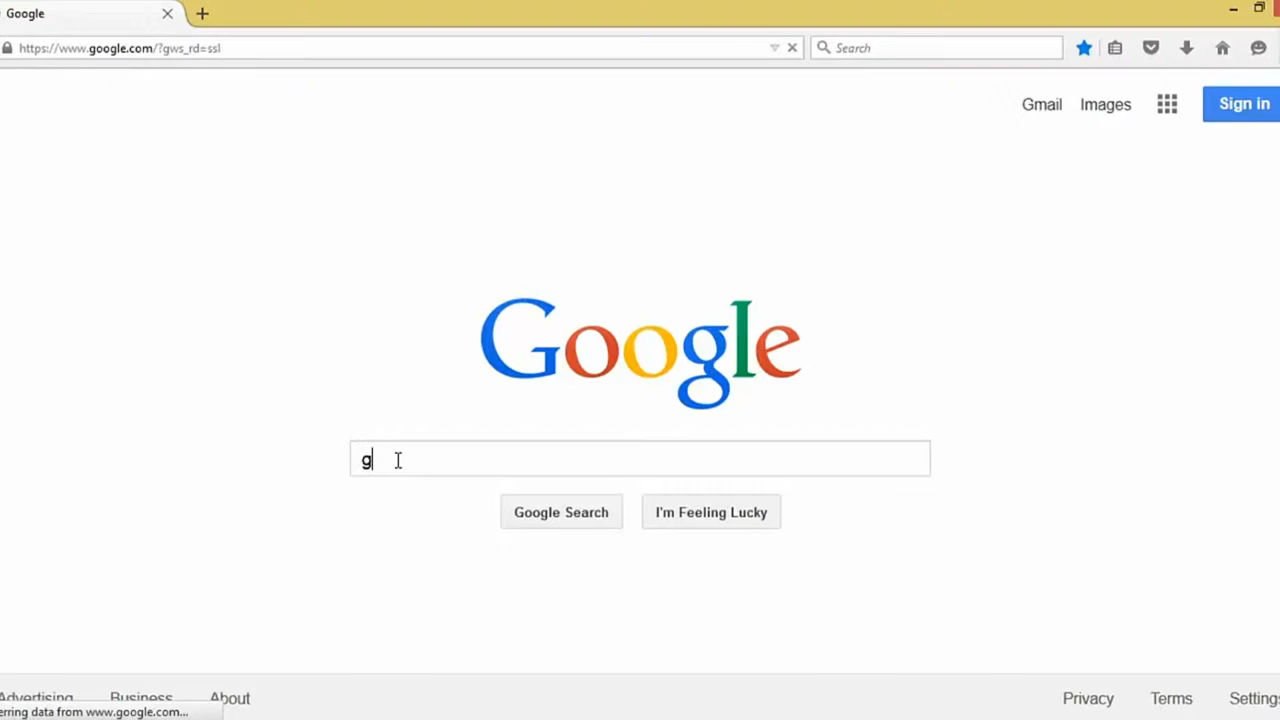 Google
https://www.google.com/?gws_rd=ssl
Search
Gmail Images Sign in
Google
g
Google Search I'm Feeling Lucky
Advertising Business About Privacy Terms Settings
erring data from www.google.com...